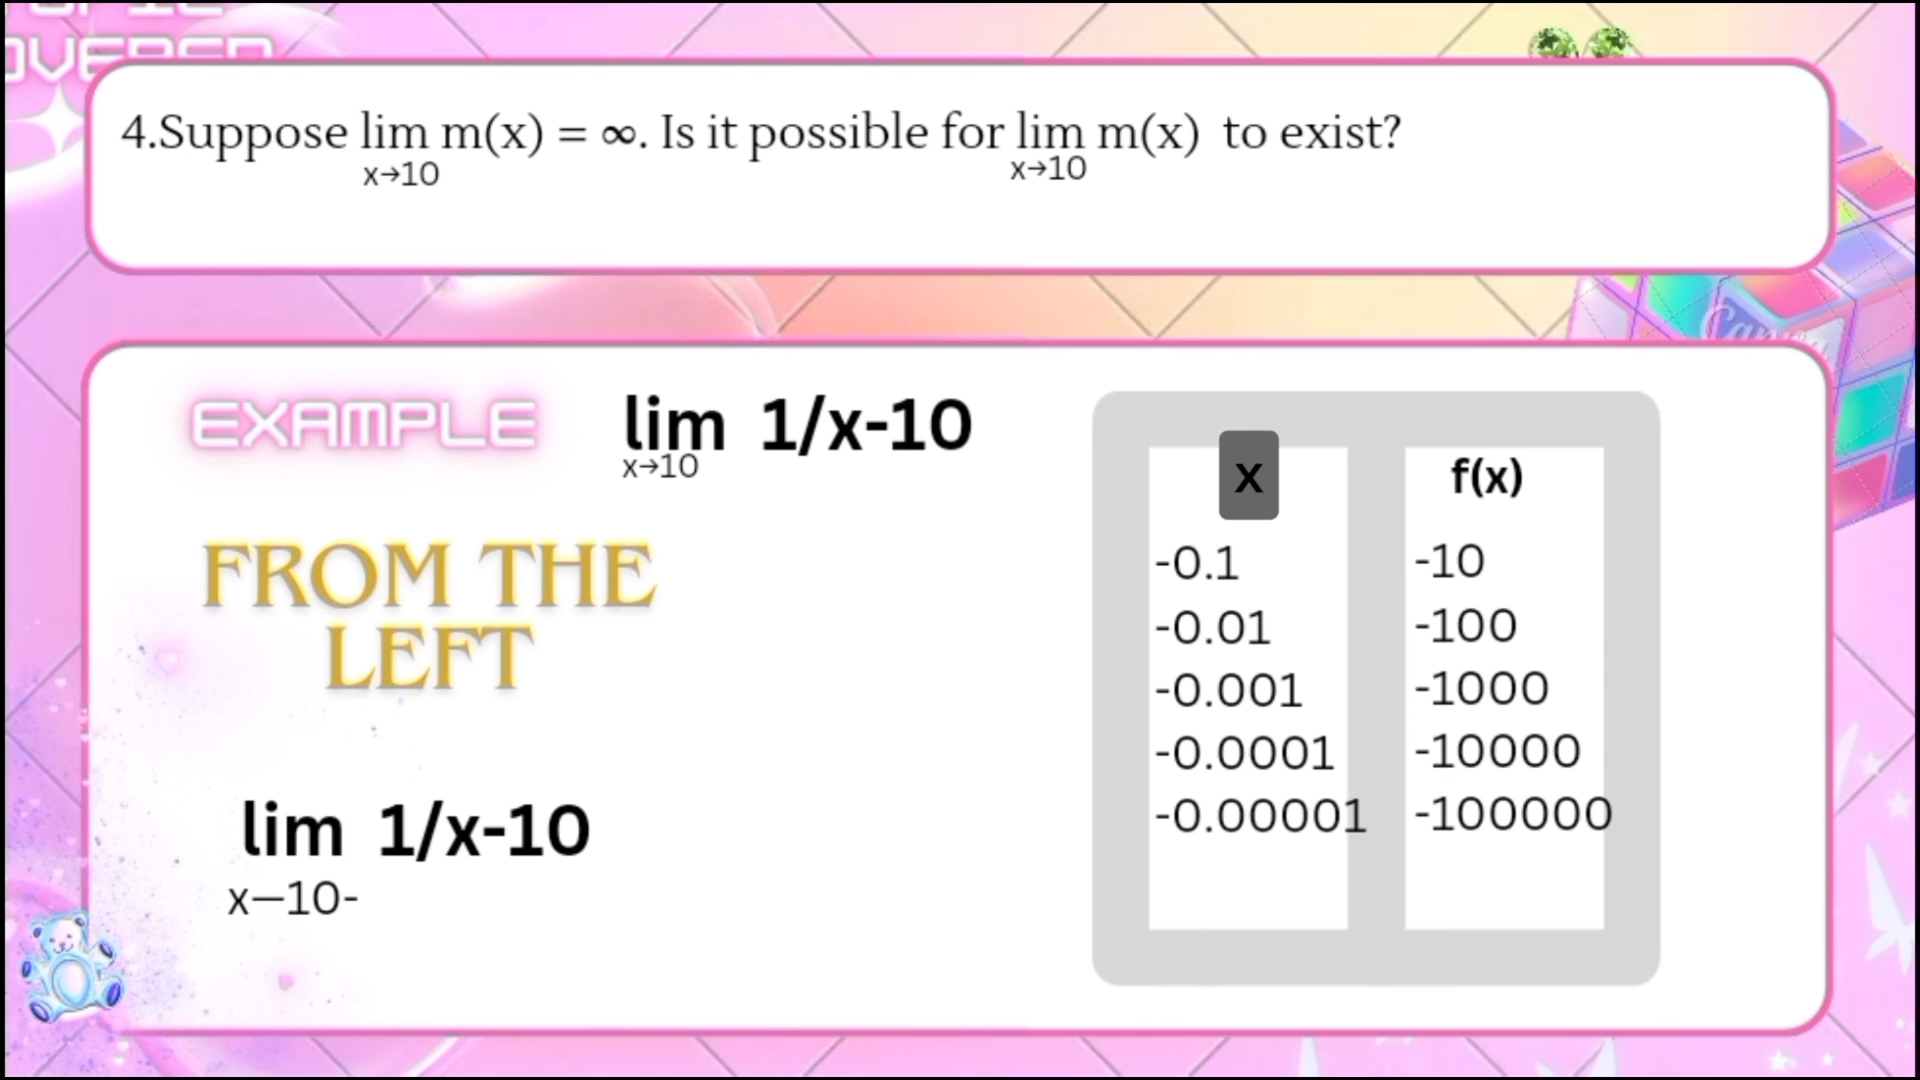 4.Suppose lim m(x) = ∞. Is it possible for lim m(x) to exist?
x→10 x→10
EXAMPLE
lim 1/x-10
x→10
FROM THE
LEFT
lim 1/x-10
x—10-
x f(x)
-0.1 -10
-0.01 -100
-0.001 -1000
-0.0001 -10000
-0.00001 -100000